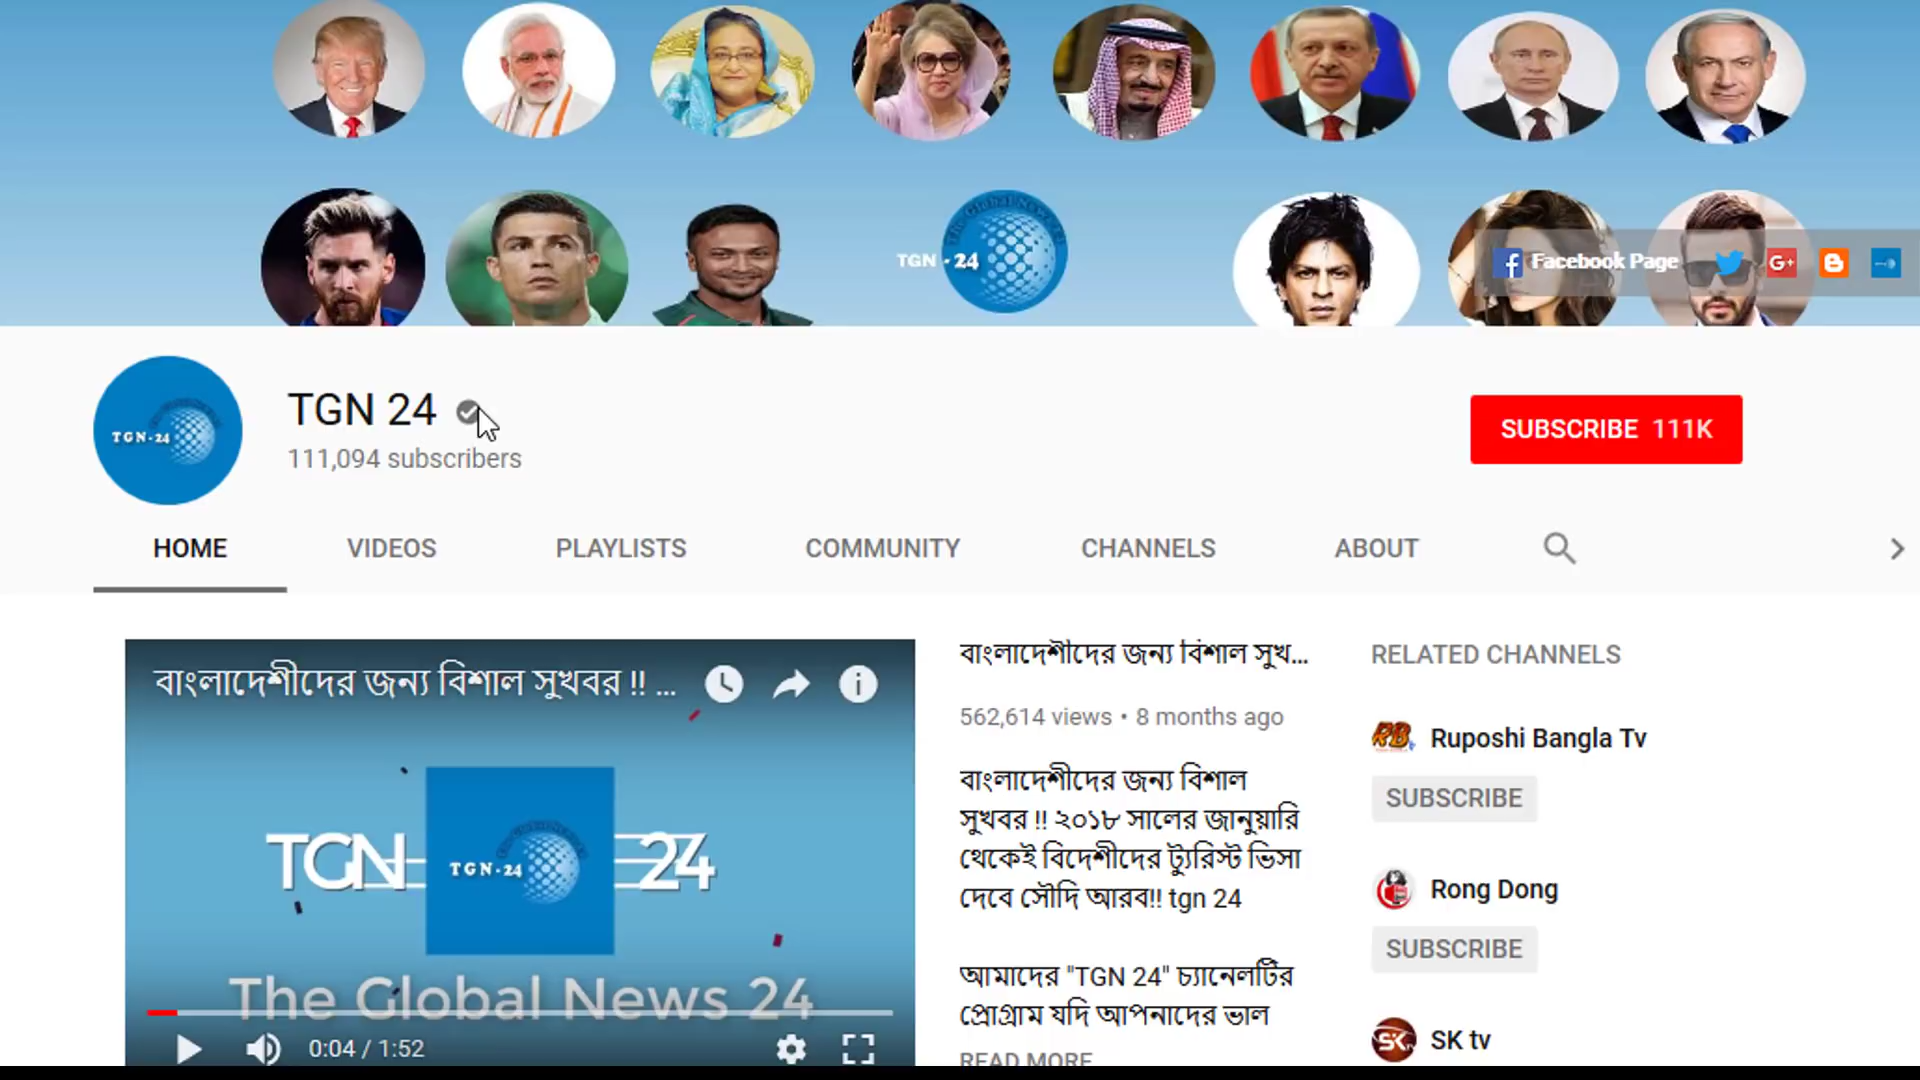 TGN - 24
Facebook Page
TGN-24
TGN 24
111,094 subscribers
SUBSCRIBE 111K
HOME
VIDEOS
PLAYLISTS
COMMUNITY
CHANNELS
ABOUT
বাংলাদেশীদের জন্য বিশাল সুখবর !! ...
TGN
TGN-24
24
The Global News 24
0:04 / 1:52
বাংলাদেশীদের জন্য বিশাল সুখ...
562,614 views • 8 months ago
বাংলাদেশীদের জন্য বিশাল
সুখবর !! ২০১৮ সালের জানুয়ারি
থেকেই বিদেশীদের ট্যুরিস্ট ভিসা
দেবে সৌদি আরব!! tgn 24
আমাদের "TGN 24" চ্যানেলটির
প্রোগ্রাম যদি আপনাদের ভাল
READ MORE
RELATED CHANNELS
Ruposhi Bangla Tv
SUBSCRIBE
Rong Dong
SUBSCRIBE
SK tv